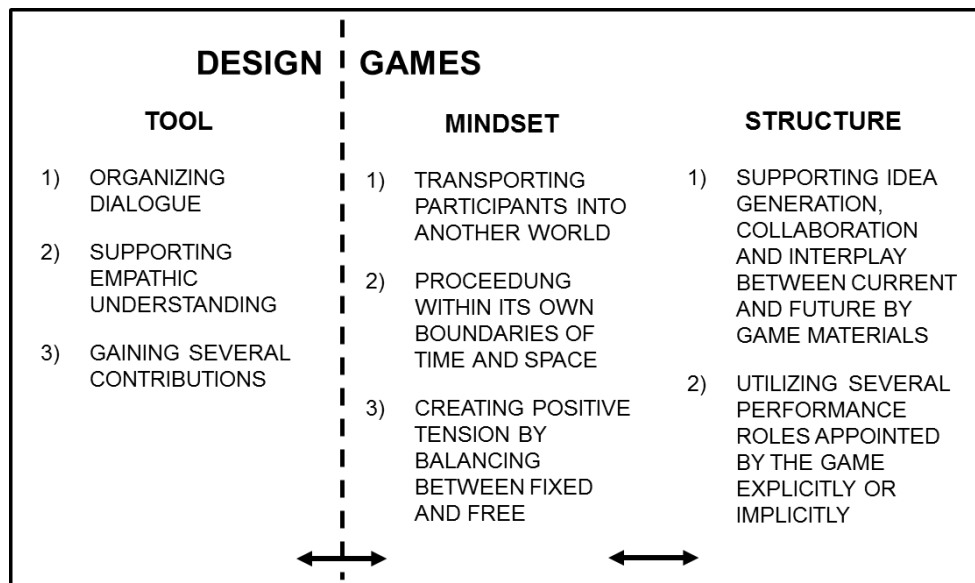 DESIGN GAMES
TOOL
1) ORGANIZING
DIALOGUE
2) SUPPORTING
EMPATHIC
UNDERSTANDING
3) GAINING SEVERAL
CONTRIBUTIONS
MINDSET
1) TRANSPORTING
PARTICIPANTS INTO
ANOTHER WORLD
2) PROCEEDUNG
WITHIN ITS OWN
BOUNDARIES OF
TIME AND SPACE
3) CREATING POSITIVE
TENSION BY
BALANCING
BETWEEN FIXED
AND FREE
STRUCTURE
1) SUPPORTING IDEA
GENERATION,
COLLABORATION
AND INTERPLAY
BETWEEN CURRENT
AND FUTURE BY
GAME MATERIALS
2) UTILIZING SEVERAL
PERFORMANCE
ROLES APPOINTED
BY THE GAME
EXPLICITLY OR
IMPLICITLY